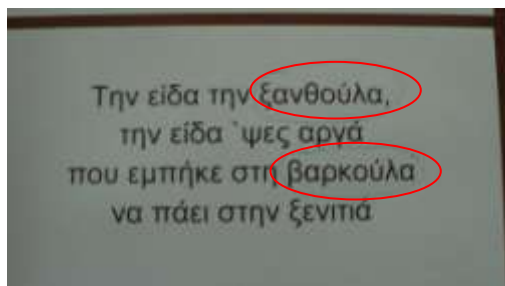 Την είδα την ξανθούλα,
την είδα `ψες αργά
που εμπήκε στη βαρκούλα
να πάει στην ξενιτιά